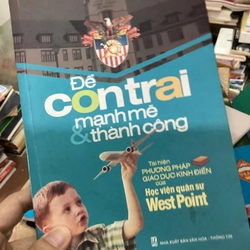 Để
con trai
mạnh mẽ
& thành công
Tái hiện
PHƯƠNG PHÁP
GIÁO DỤC KINH ĐIỂN
của
Học viện quân sự
West Point
NHÀ XUẤT BẢN VĂN HÓA - THÔNG TIN